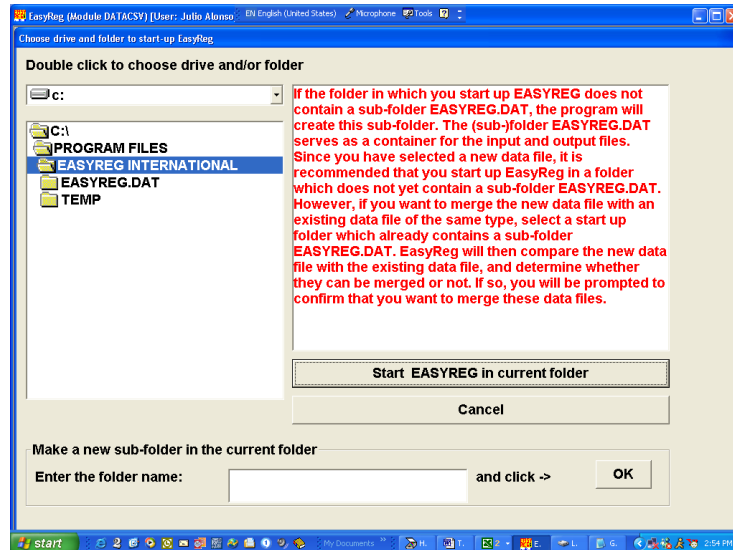 EasyReg (Module DATACSV) [User: Julio Alonso
EN English (United States) Microphone Tools
Choose drive and folder to start-up EasyReg
Double click to choose drive and/or folder
c:
C:\
PROGRAM FILES
EASYREG INTERNATIONAL
EASYREG.DAT
TEMP
If the folder in which you start up EASYREG does not
contain a sub-folder EASYREG.DAT, the program will
create this sub-folder. The (sub-)folder EASYREG.DAT
serves as a container for the input and output files.
Since you have selected a new data file, it is
recommended that you start up EasyReg in a folder
which does not yet contain a sub-folder EASYREG.DAT.
However, if you want to merge the new data file with an
existing data file of the same type, select a start up
folder which already contains a sub-folder
EASYREG.DAT. EasyReg will then compare the new data
file with the existing data file, and determine whether
they can be merged or not. If so, you will be prompted to
confirm that you want to merge these data files.
Start EASYREG in current folder
Cancel
Make a new sub-folder in the current folder
Enter the folder name:
and click ->
OK
start
My Documents »
H.
T.
2
E.
L.
G.
2:54 PM